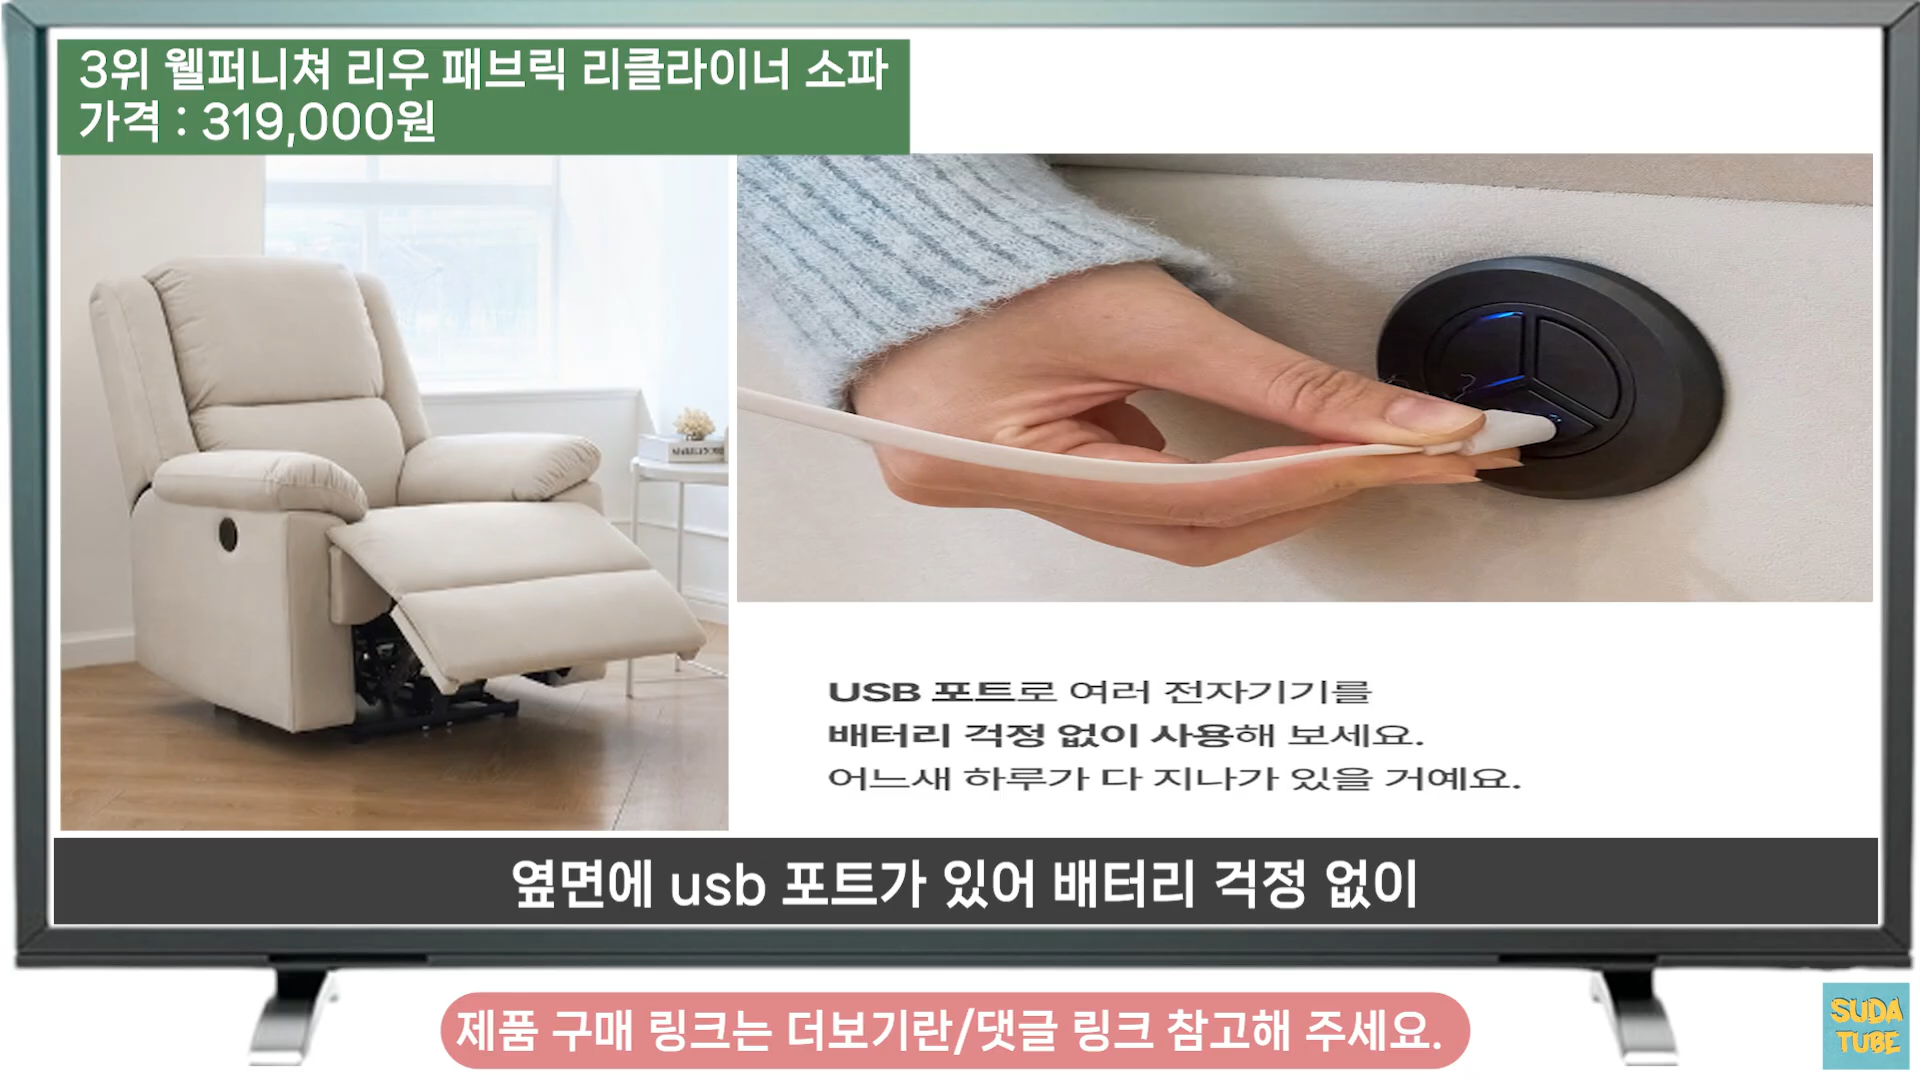 3위 웰퍼니쳐 리우 패브릭 리클라이너 소파
가격 : 319,000원
USB 포트로 여러 전자기기를
배터리 걱정 없이 사용해 보세요.
어느새 하루가 다 지나가 있을 거예요.
옆면에 usb 포트가 있어 배터리 걱정 없이
제품 구매 링크는 더보기란/댓글 링크 참고해 주세요.
SUDA
TUBE